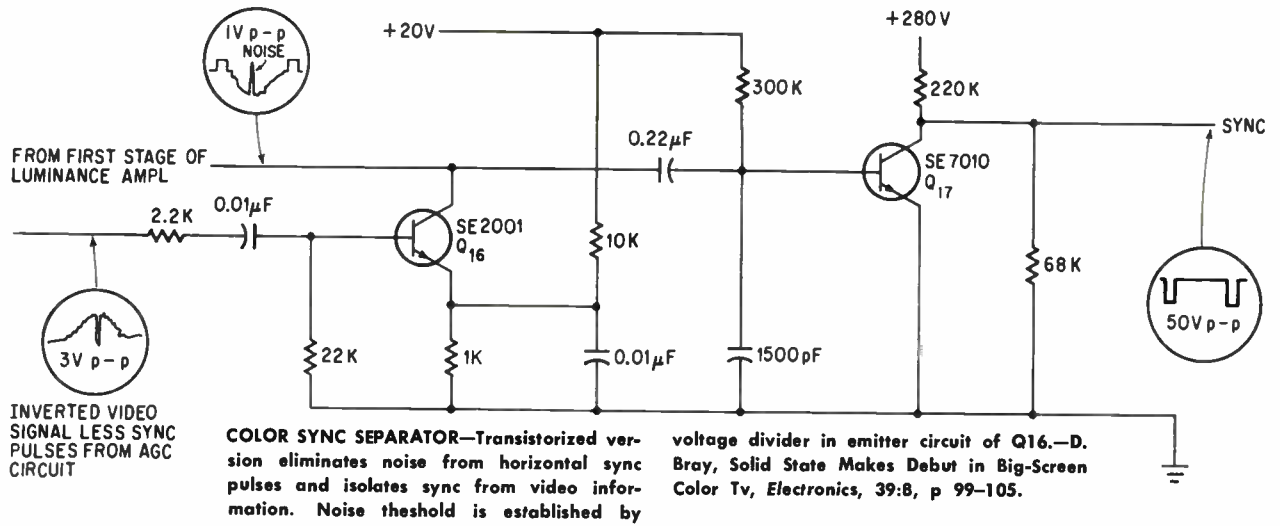 1V p-p
NOISE
+20V
+280V
300K
220K
SYNC
0.22µF
FROM FIRST STAGE OF
LUMINANCE AMPL
SE7010
Q17
2.2K
0.01µF
SE2001
Q16
10K
68K
50V p-p
3V p-p
22K
1K
0.01µF
1500pF
INVERTED VIDEO
SIGNAL LESS SYNC
PULSES FROM AGC
CIRCUIT
COLOR SYNC SEPARATOR—Transistorized ver-
sion eliminates noise from horizontal sync
pulses and isolates sync from video infor-
mation. Noise theshold is established by
voltage divider in emitter circuit of Q16.—D.
Bray, Solid State Makes Debut in Big-Screen
Color Tv, Electronics, 39:8, p 99–105.